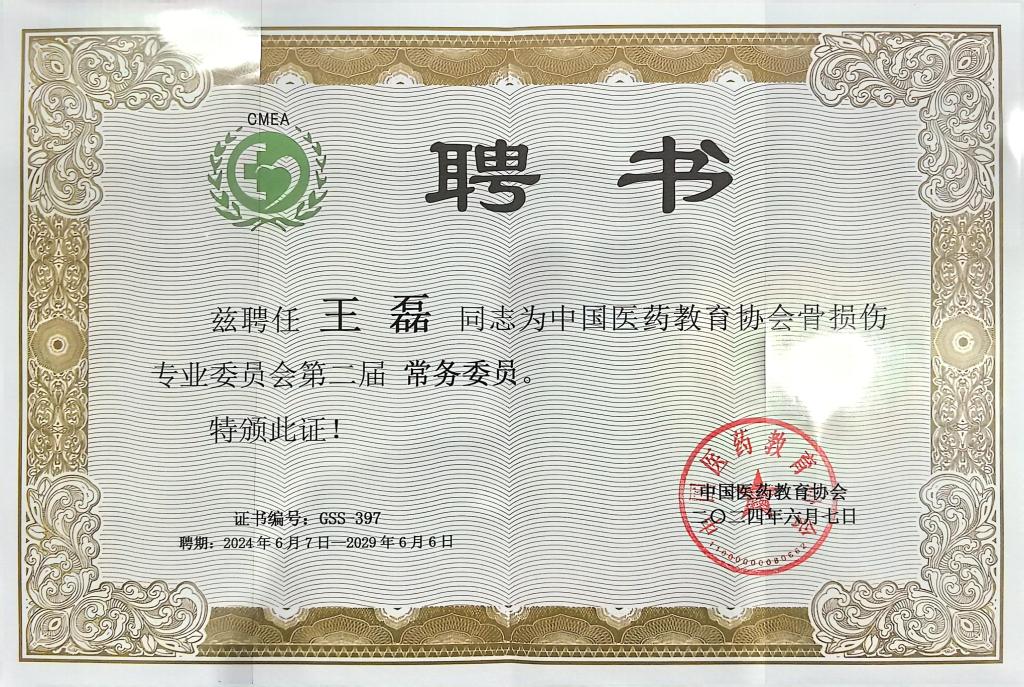 CMEA
聘书
兹聘任 王磊 同志为中国医药教育协会骨损伤
专业委员会第二届 常务委员。
特颁此证！
中国医药教育协会
二〇二四年六月七日
证书编号：GSS-397
聘期：2024年6月7日—2029年6月6日